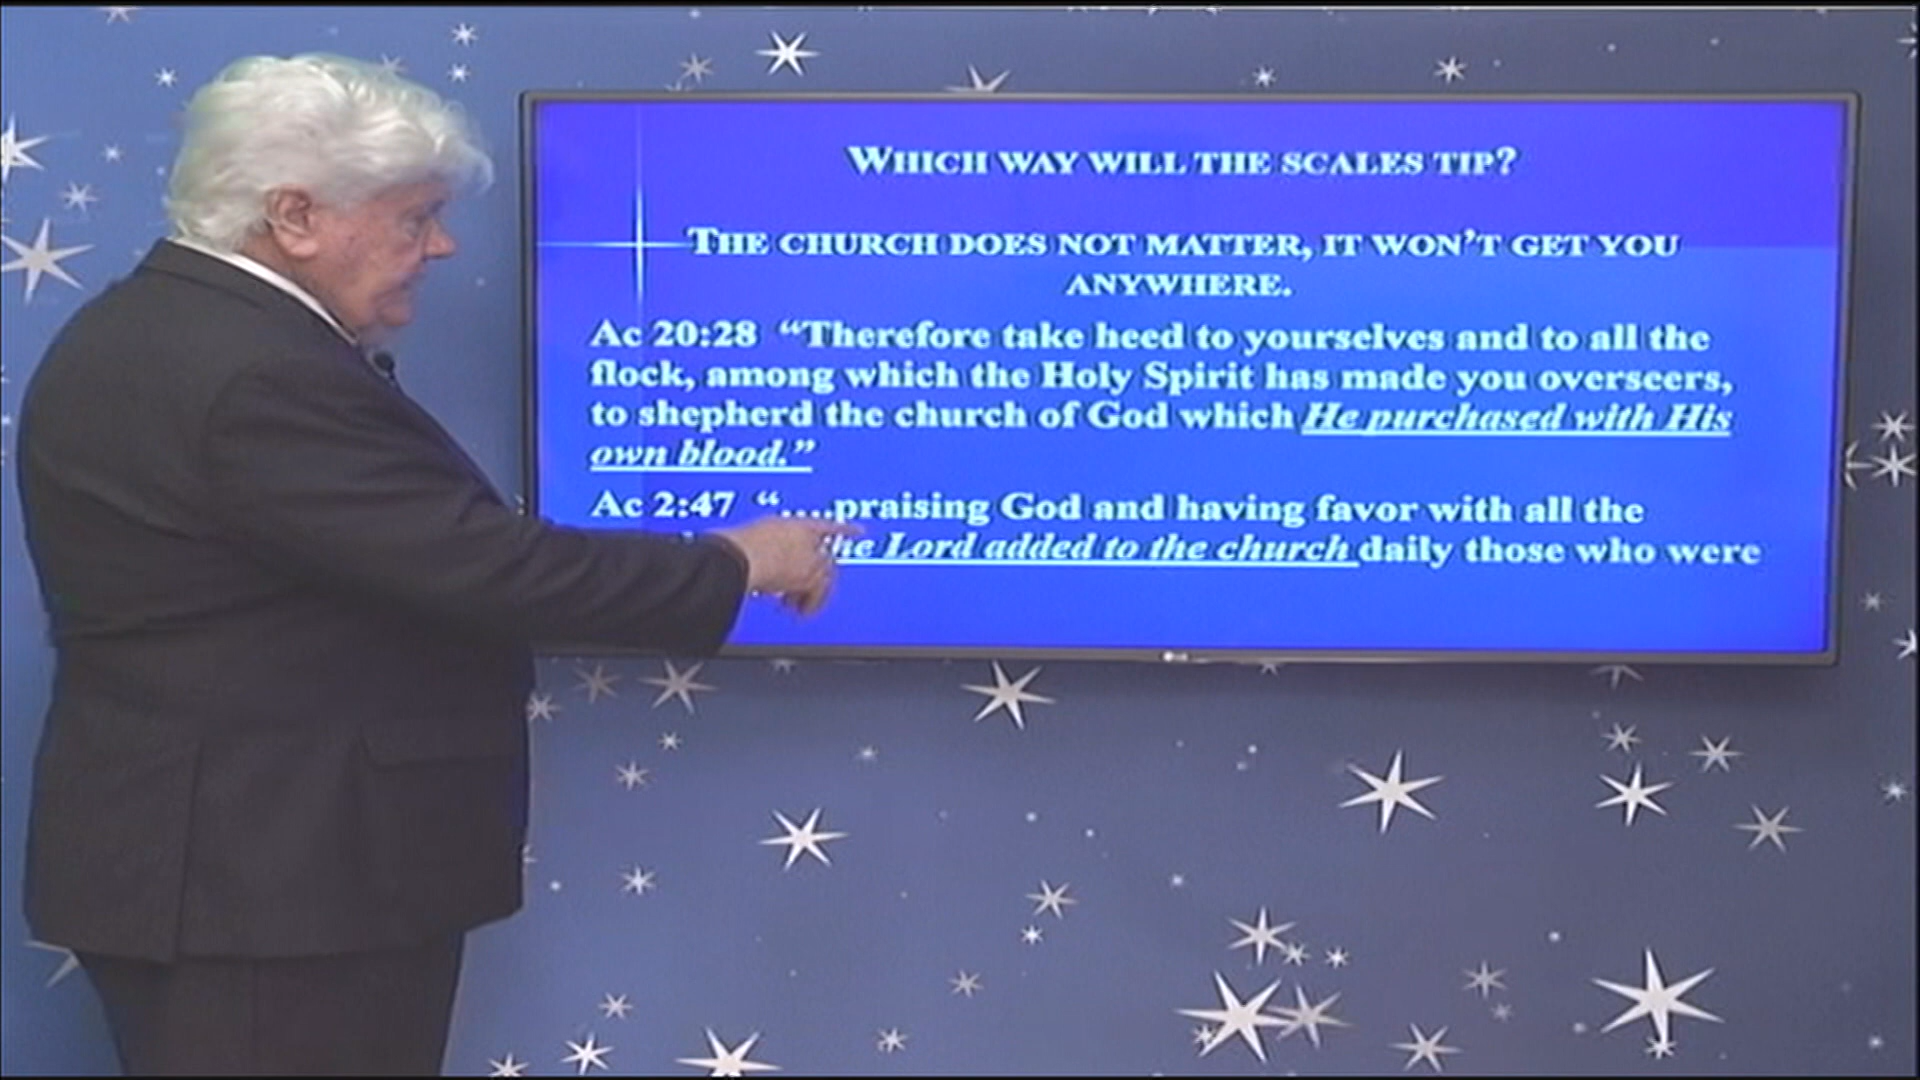 WHICH WAY WILL THE SCALES TIP?
THE CHURCH DOES NOT MATTER, IT WON'T GET YOU
ANYWHERE.
Ac 20:28 “Therefore take heed to yourselves and to all the
flock, among which the Holy Spirit has made you overseers,
to shepherd the church of God which He purchased with His
own blood.”
Ac 2:47 “....praising God and having favor with all the
Lord added to the church daily those who were